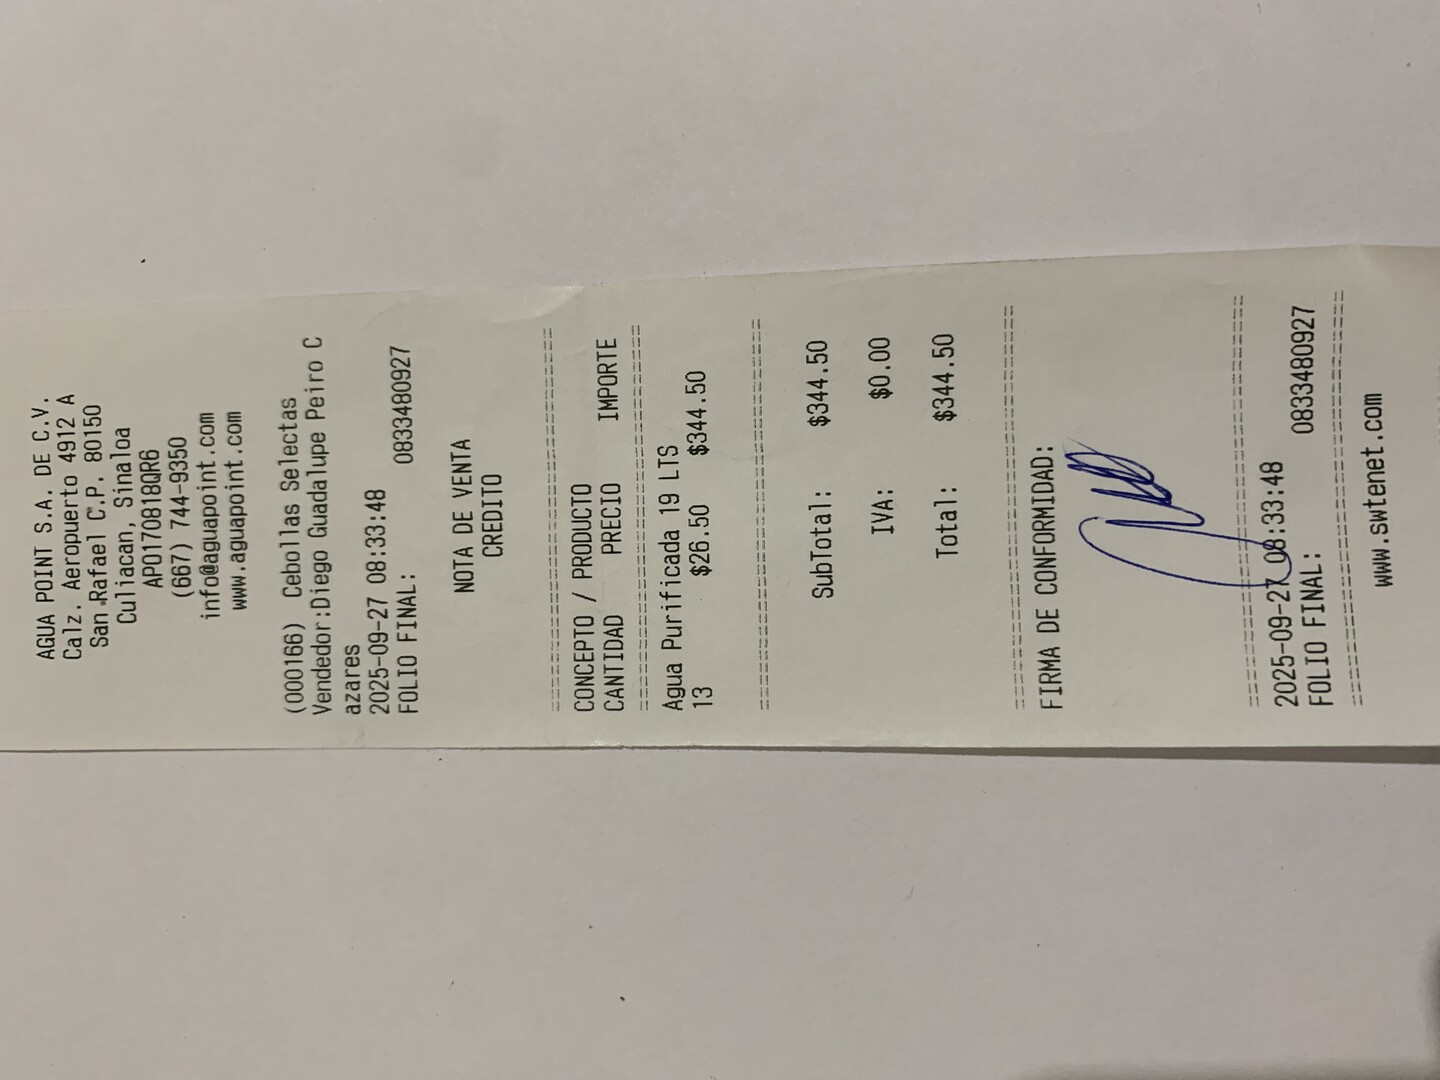 AGUA POINT S.A. DE C.V.
Calz. Aeropuerto 4912 A
San Rafael C.P. 80150
Culiacan, Sinaloa
APO170818QR6
(667) 744-9350
info@aguapoint.com
www.aguapoint.com
(000166) Cebollas Selectas
Vendedor:Diego Guadalupe Peiro C
azares
2025-09-27 08:33:48
FOLIO FINAL: 0833480927
NOTA DE VENTA
CREDITO
CONCEPTO / PRODUCTO
CANTIDAD PRECIO IMPORTE
Agua Purificada 19 LTS
13 $26.50 $344.50
SubTotal: $344.50
IVA: $0.00
Total: $344.50
FIRMA DE CONFORMIDAD:
2025-09-27 08:33:48
FOLIO FINAL: 0833480927
www.swtenet.com